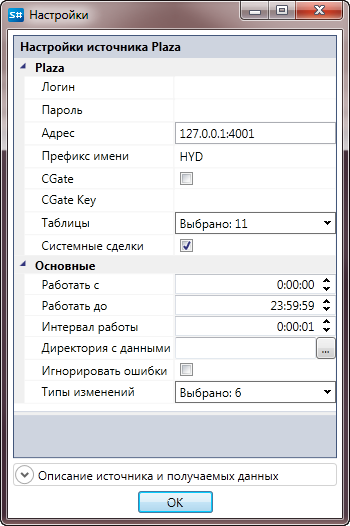 S# Настройки
Настройки источника Plaza
Plaza
Логин
Пароль
Адрес 127.0.0.1:4001
Префикс имени HYD
CGate
CGate Key
Таблицы Выбрано: 11
Системные сделки
Основные
Работать с 0:00:00
Работать до 23:59:59
Интервал работы 0:00:01
Директория с данными ...
Игнорировать ошибки
Типы изменений Выбрано: 6
Описание источника и получаемых данных
OK